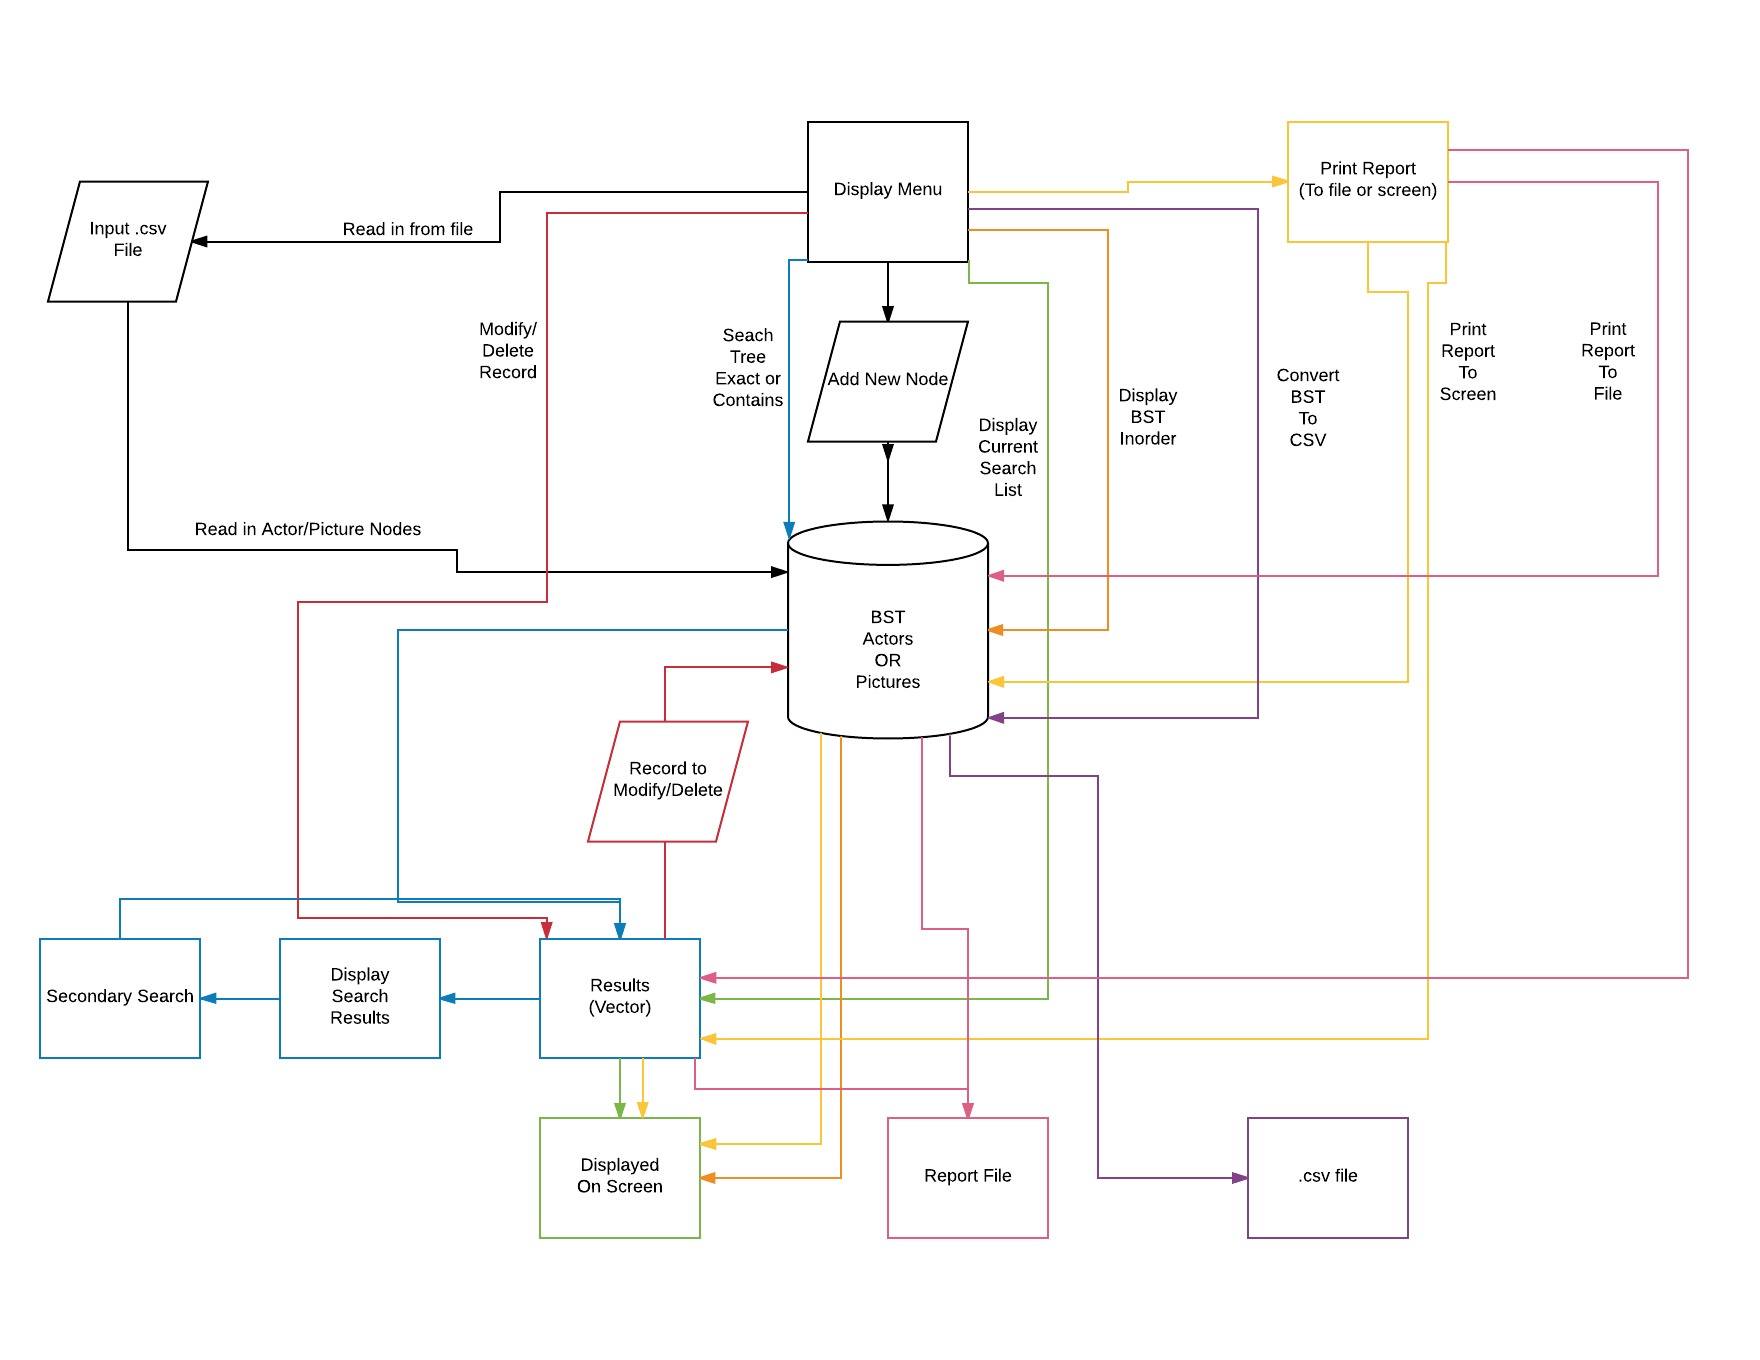 Display Menu
Print Report
(To file or screen)
Input .csv
File
Read in from file
Modify/
Delete
Record
Seach
Tree
Exact or
Contains
Add New Node
Display
Current
Search
List
Display
BST
Inorder
Convert
BST
To
CSV
Print
Report
To
Screen
Print
Report
To
File
Read in Actor/Picture Nodes
BST
Actors
OR
Pictures
Record to
Modify/Delete
Secondary Search
Display
Search
Results
Results
(Vector)
Displayed
On Screen
Report File
.csv file